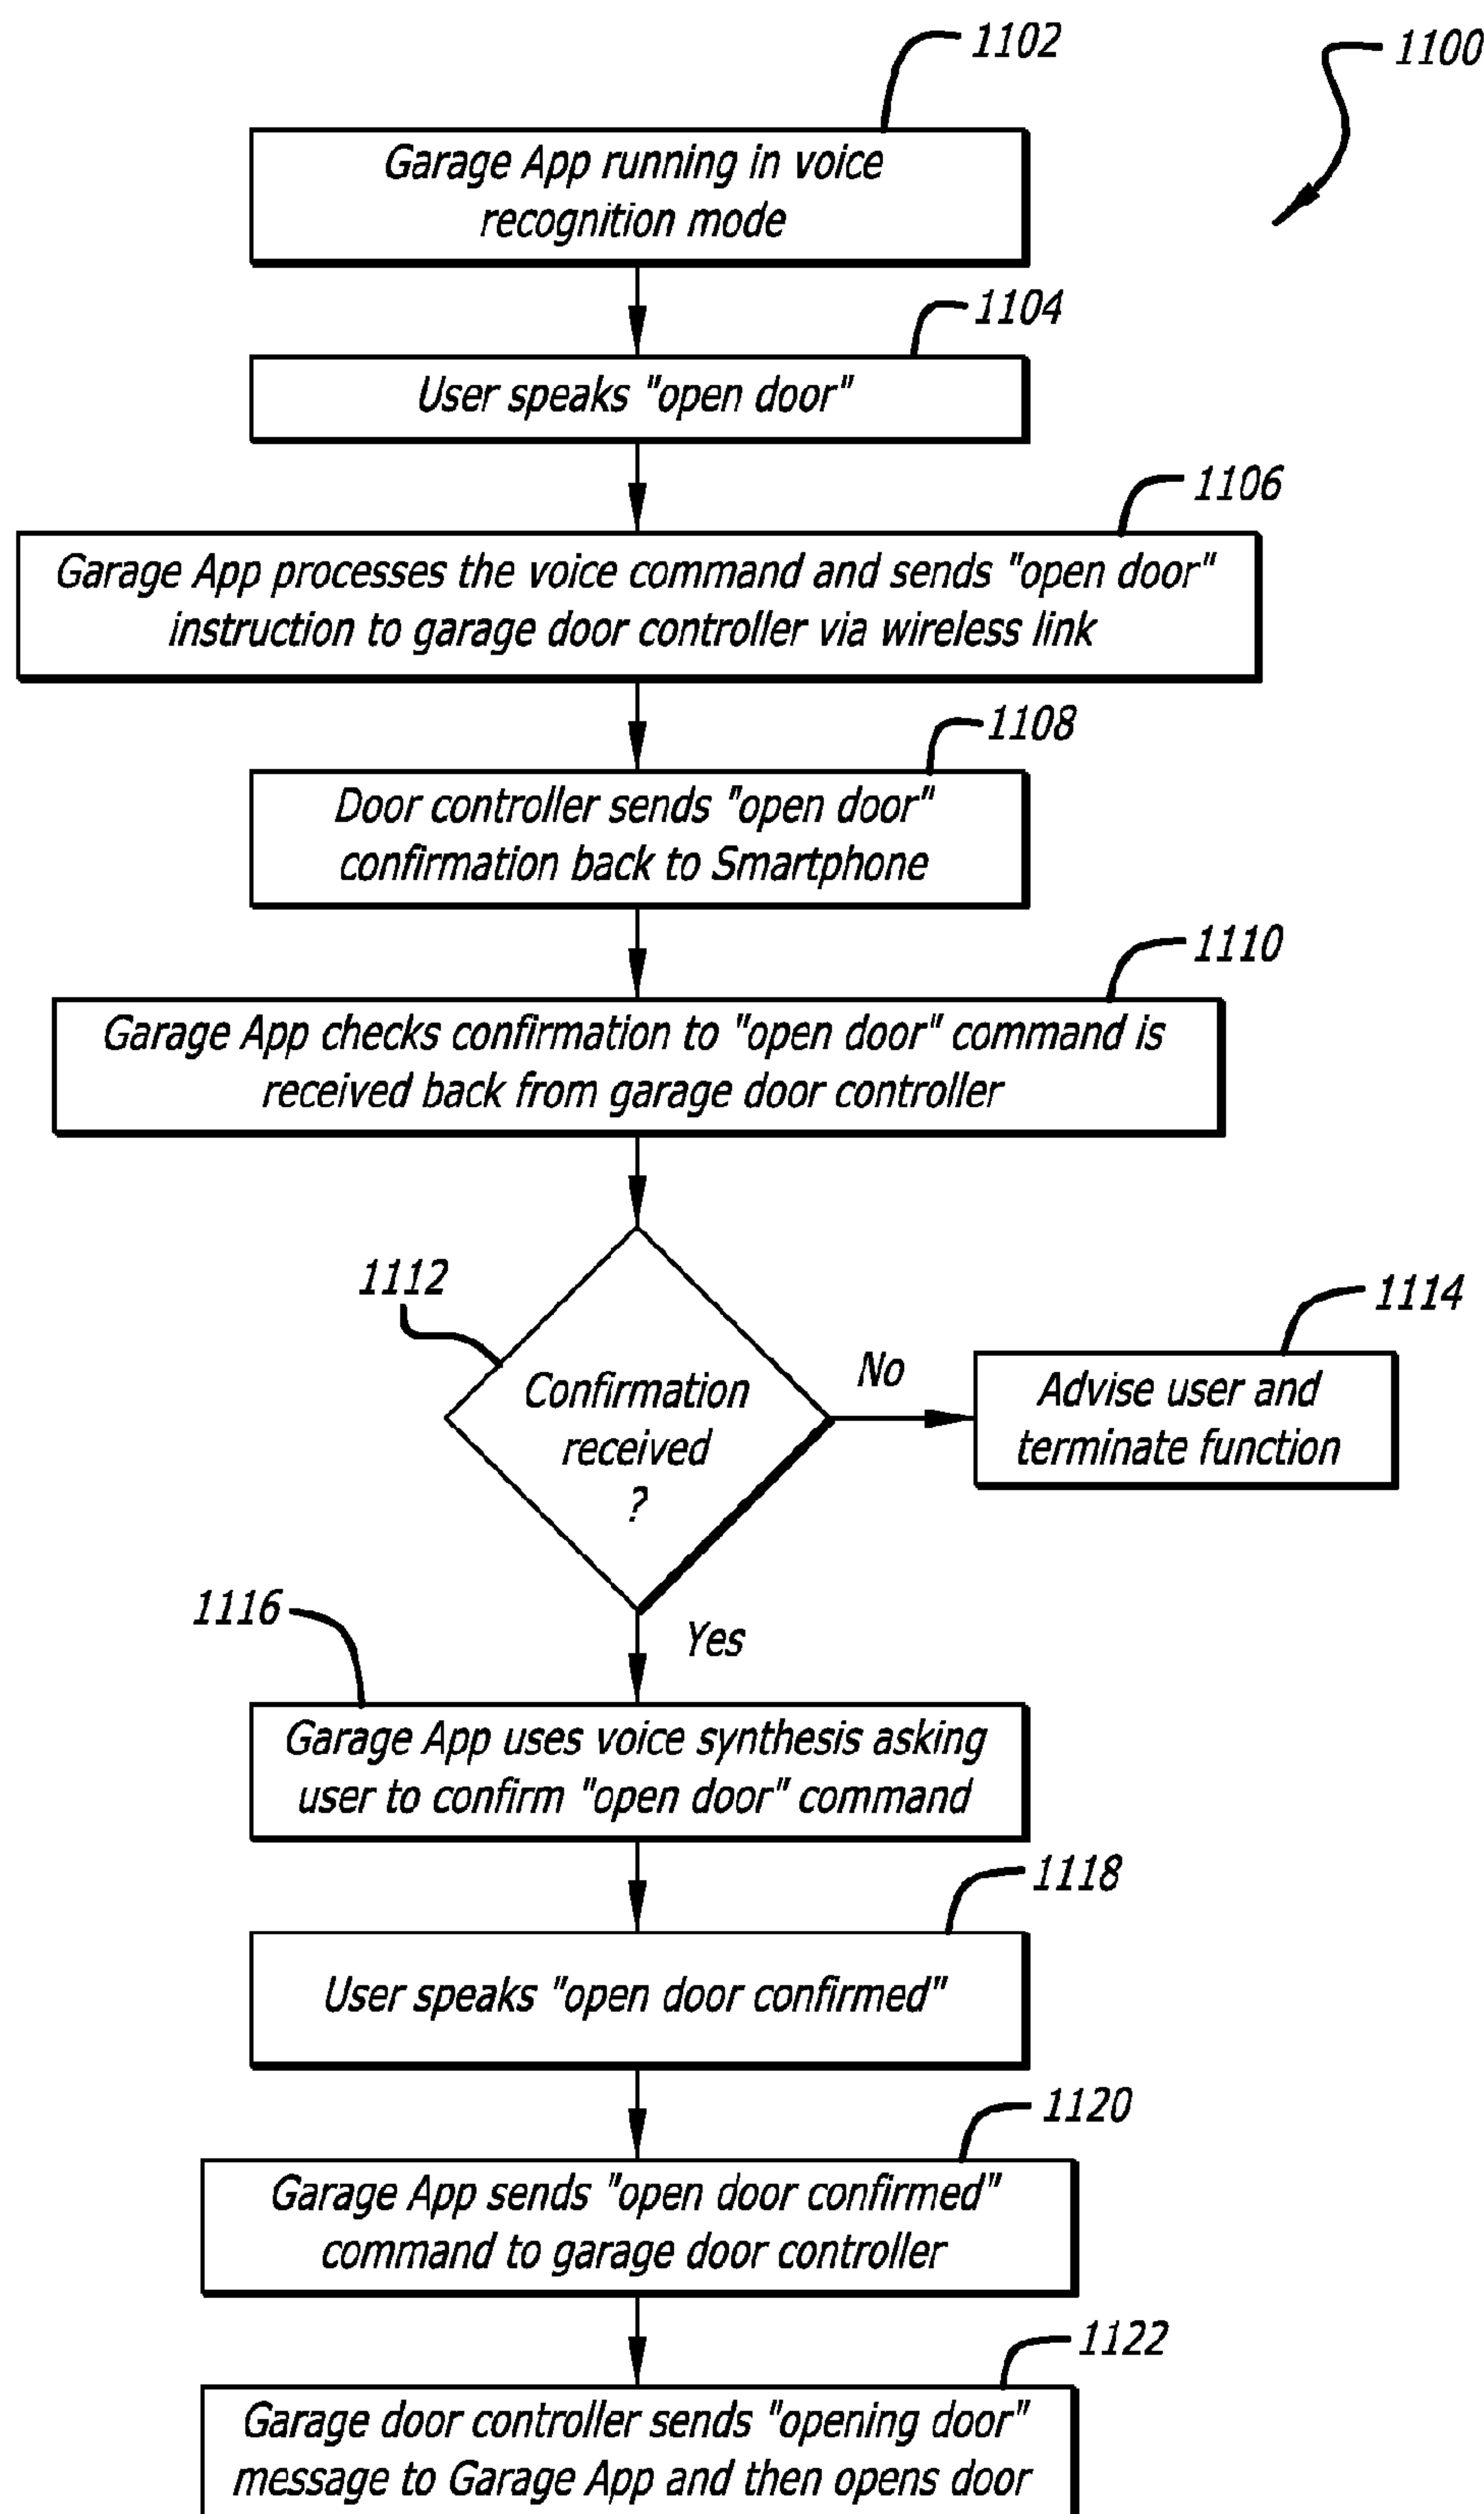 1102
1100
Garage App running in voice
recognition mode
1104
User speaks "open door"
1106
Garage App processes the voice command and sends "open door"
instruction to garage door controller via wireless link
1108
Door controller sends "open door"
confirmation back to Smartphone
1110
Garage App checks confirmation to "open door" command is
received back from garage door controller
1112
Confirmation
received
?
No
1114
Advise user and
terminate function
Yes
1116
Garage App uses voice synthesis asking
user to confirm "open door" command
1118
User speaks "open door confirmed"
1120
Garage App sends "open door confirmed"
command to garage door controller
1122
Garage door controller sends "opening door"
message to Garage App and then opens door